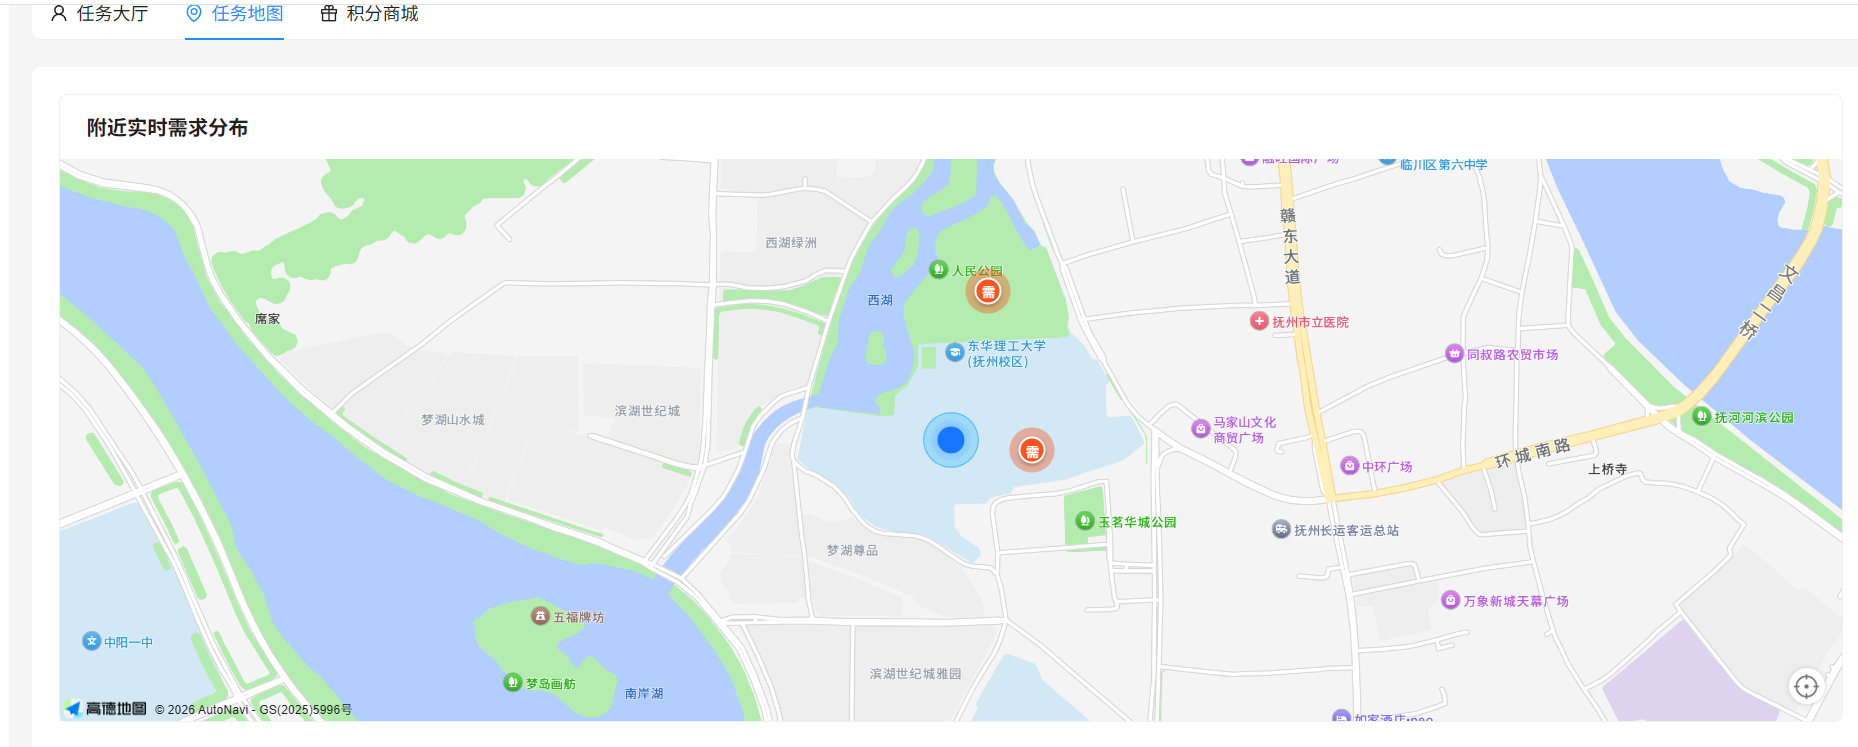 任务大厅
任务地图
积分商城
附近实时需求分布
临川区第六中学
赣东大道
文昌二桥
西湖绿洲
人民公园
需
西湖
席家
抚州市立医院
东华理工大学
(抚州校区)
同叔路农贸市场
滨湖世纪城
梦湖山水城
马家山文化
商贸广场
抚河河滨公园
需
环城南路
中环广场
上桥寺
玉茗华城公园
抚州长运客运总站
梦湖尊品
万象新城天幕广场
五福牌坊
中阳一中
滨湖世纪城雅园
梦岛画舫
南岸湖
高德地图
© 2026 AutoNavi - GS(2025)5996号